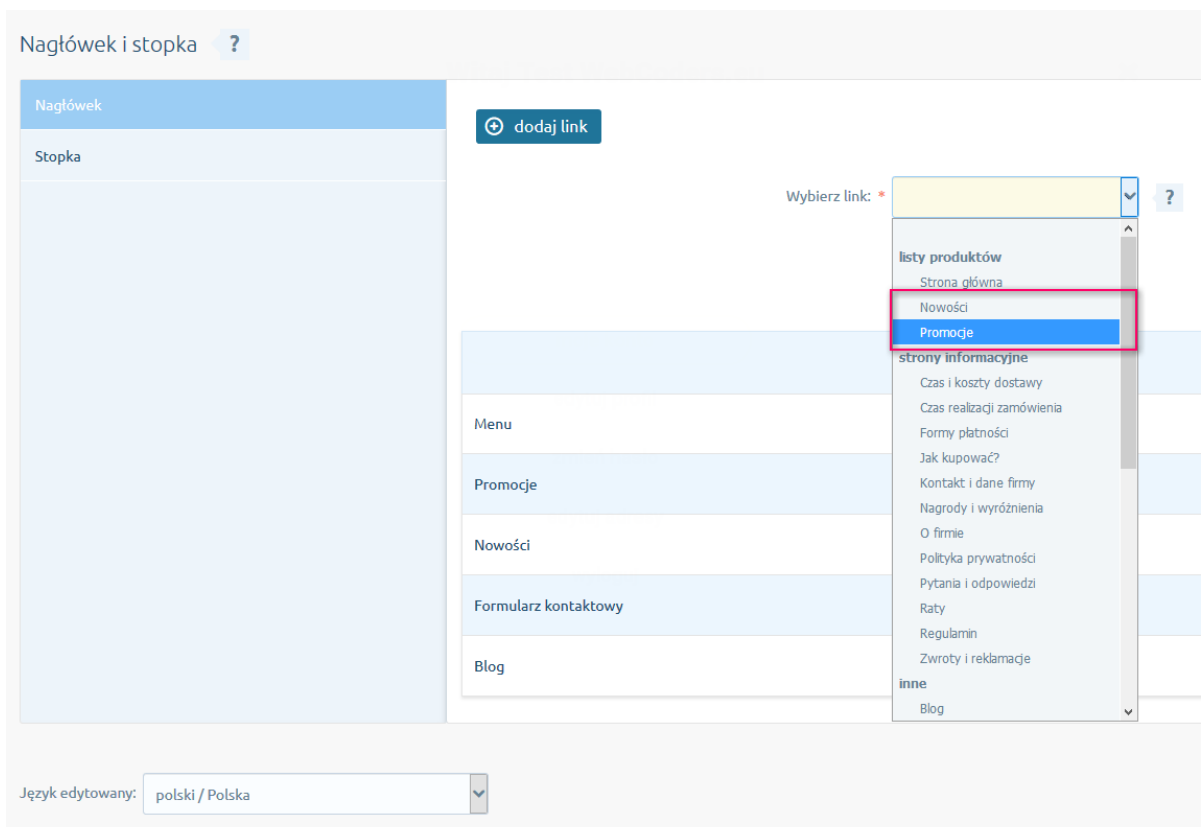 Nagłówek i stopka ?
Nagłówek
Stopka
dodaj link
Wybierz link: * ?
listy produktów
Strona główna
Nowości
Promocje
strony informacyjne
Czas i koszty dostawy
Czas realizacji zamówienia
Formy płatności
Jak kupować?
Kontakt i dane firmy
Nagrody i wyróżnienia
O firmie
Polityka prywatności
Pytania i odpowiedzi
Raty
Regulamin
Zwroty i reklamacje
inne
Blog
Menu
Promocje
Nowości
Formularz kontaktowy
Blog
Język edytowany: polski / Polska